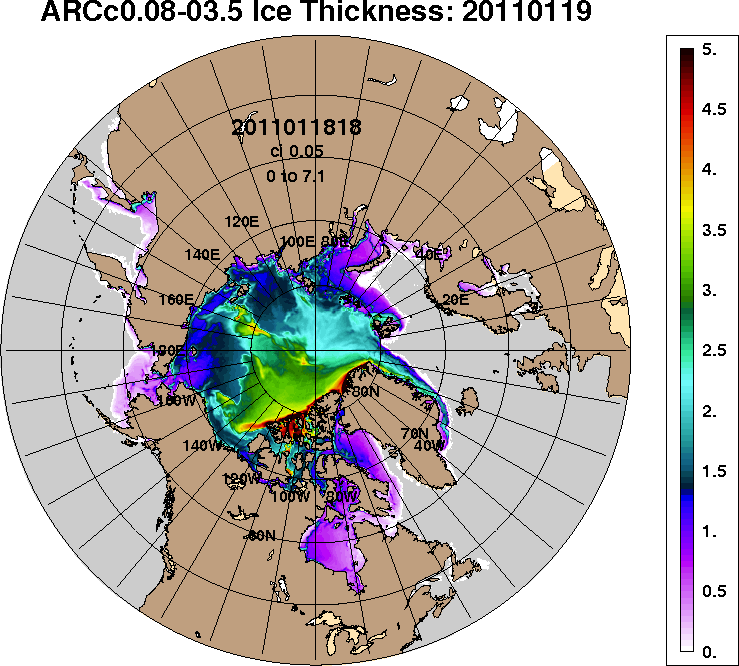 ARCc0.08-03.5 Ice Thickness: 20110119
2011011818
ci 0.05
0 to 7.1
120E
100E
80E
140E
40E
160E
20E
180E
160W
80N
140W
70N
40W
120W
100W
80W
60N
5.
4.5
4.
3.5
3.
2.5
2.
1.5
1.
0.5
0.